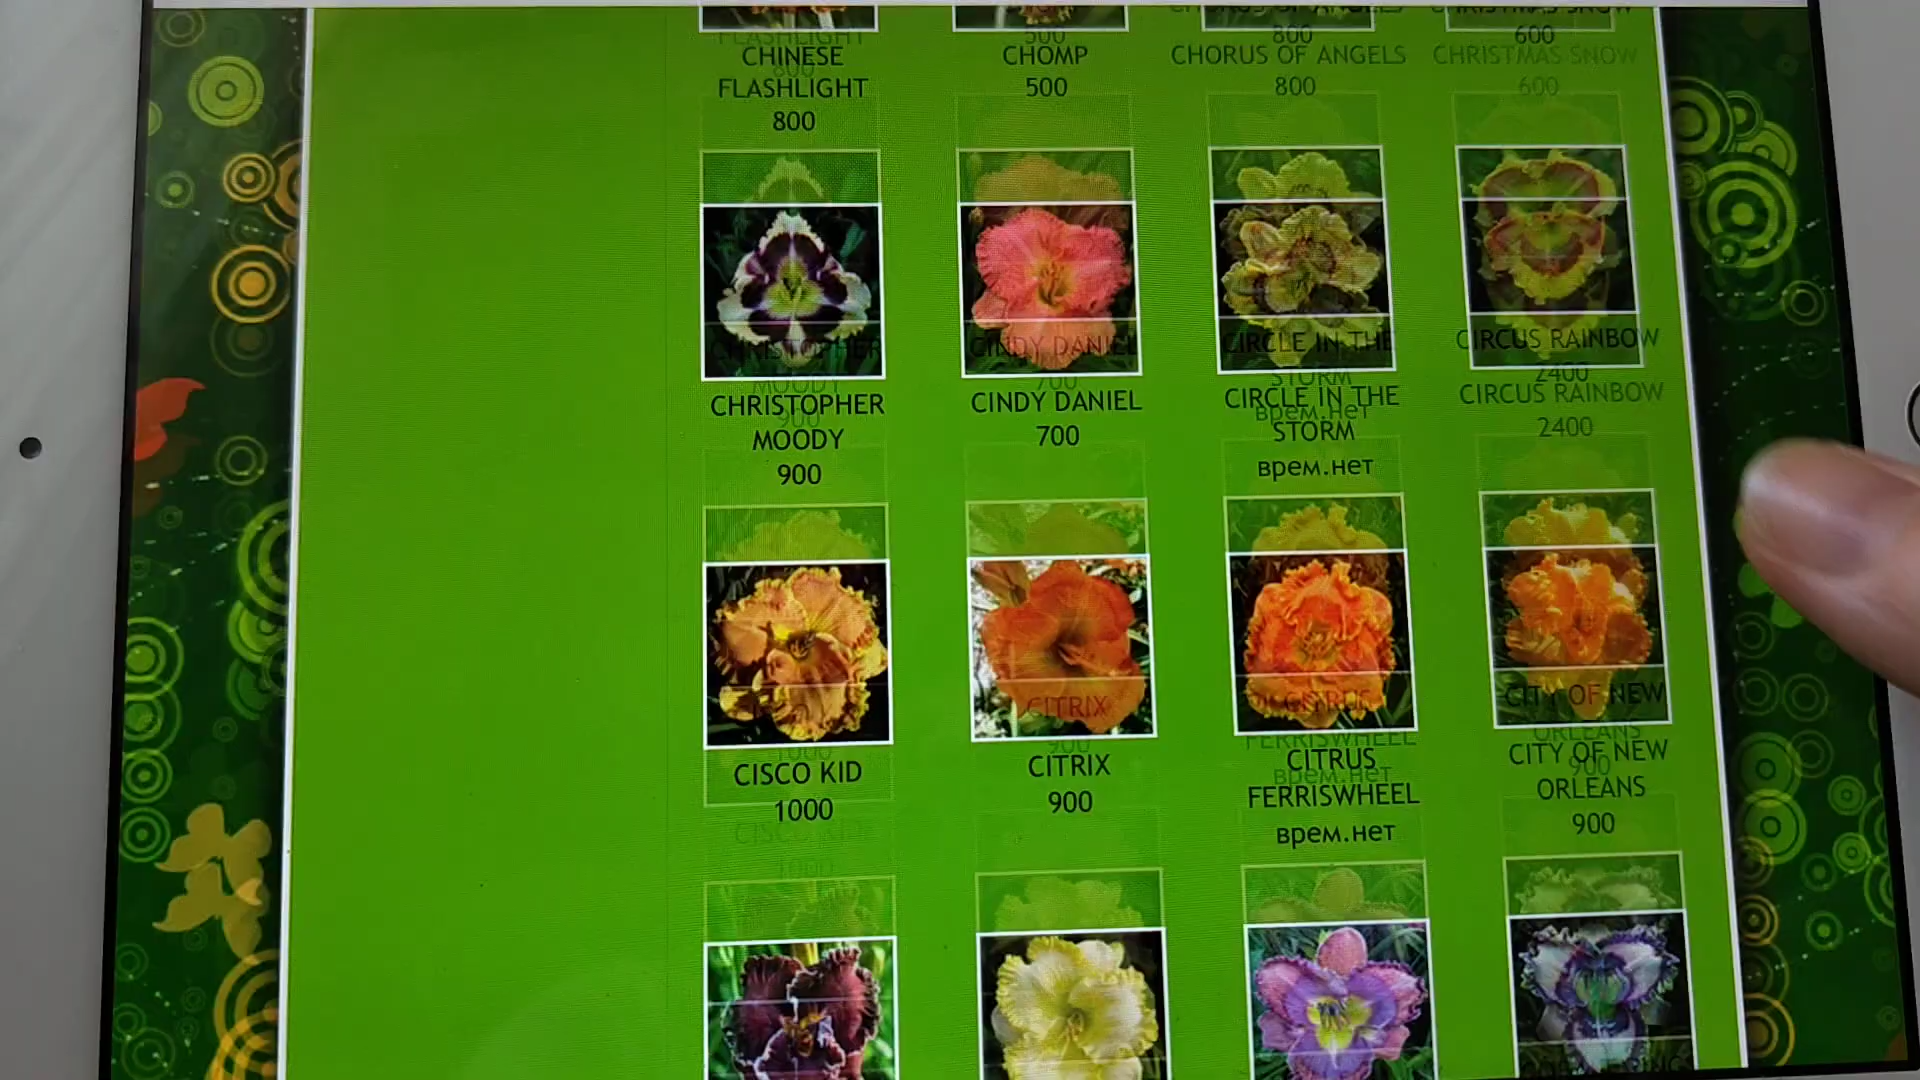 CHINESE
FLASHLIGHT
800
CHOMP
500
CHORUS OF ANGELS
800
CHRISTMAS SNOW
600
CHRISTOPHER
MOODY
900
CINDY DANIEL
700
CIRCLE IN THE
STORM
врем.нет
CIRCUS RAINBOW
2400
CISCO KID
1000
CITRIX
900
CITRUS
FERRISWHEEL
врем.нет
CITY OF NEW
ORLEANS
900